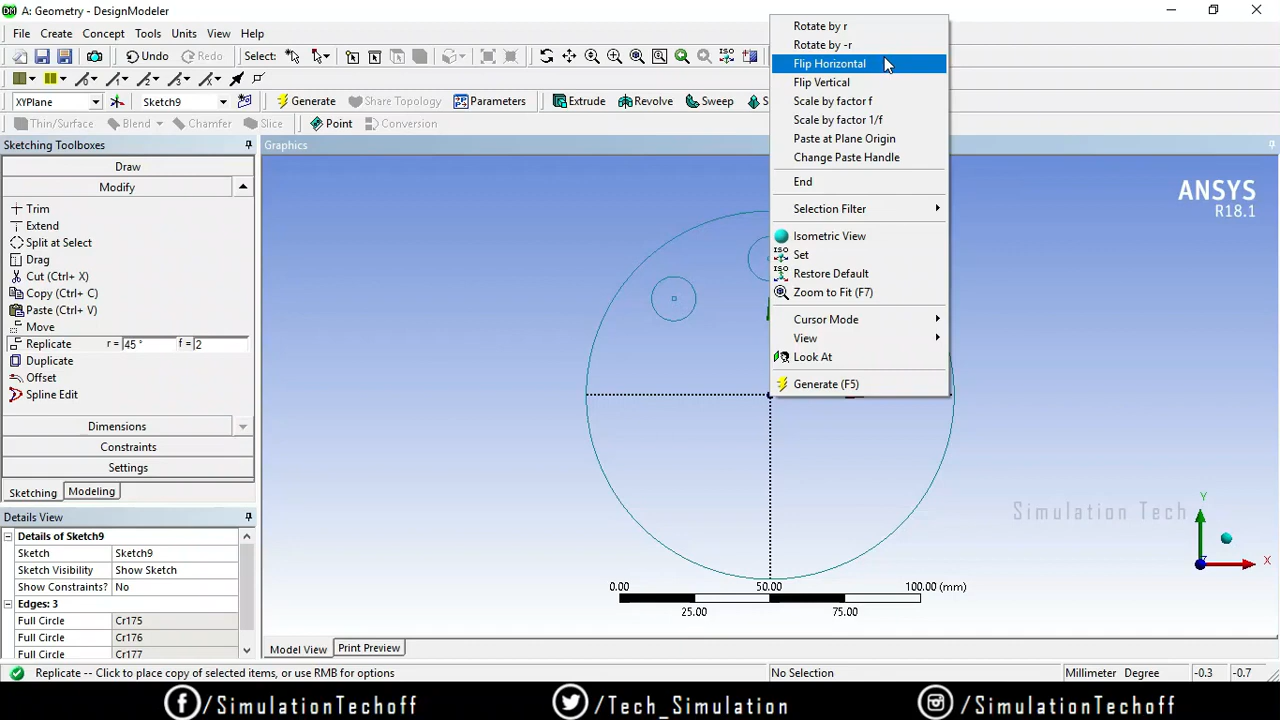 A: Geometry - DesignModeler
File Create Concept Tools Units View Help
Undo Redo Select:
XYPlane Sketch9 Generate Share Topology Parameters Extrude Revolve Sweep S
Thin/Surface Blend Chamfer Slice Point Conversion
Sketching Toolboxes
Draw
Modify
Trim
Extend
Split at Select
Drag
Cut (Ctrl+ X)
Copy (Ctrl+ C)
Paste (Ctrl+ V)
Move
Replicate r = 45 ° f = 2
Duplicate
Offset
Spline Edit
Dimensions
Constraints
Settings
Sketching Modeling
Details View
Details of Sketch9
Sketch Sketch9
Sketch Visibility Show Sketch
Show Constraints? No
Edges: 3
Full Circle Cr175
Full Circle Cr176
Full Circle Cr177
Graphics
Rotate by r
Rotate by -r
Flip Horizontal
Flip Vertical
Scale by factor f
Scale by factor 1/f
Paste at Plane Origin
Change Paste Handle
End
Selection Filter
Isometric View
ISO Set
ISO Restore Default
Zoom to Fit (F7)
Cursor Mode
View
Look At
Generate (F5)
ANSYS
R18.1
Simulation Tech
Y
X
0.00 50.00 100.00 (mm)
25.00 75.00
Model View Print Preview
Replicate -- Click to place copy of selected items, or use RMB for options No Selection Millimeter Degree -0.3 -0.7
/SimulationTechoff /Tech_Simulation /SimulationTechoff